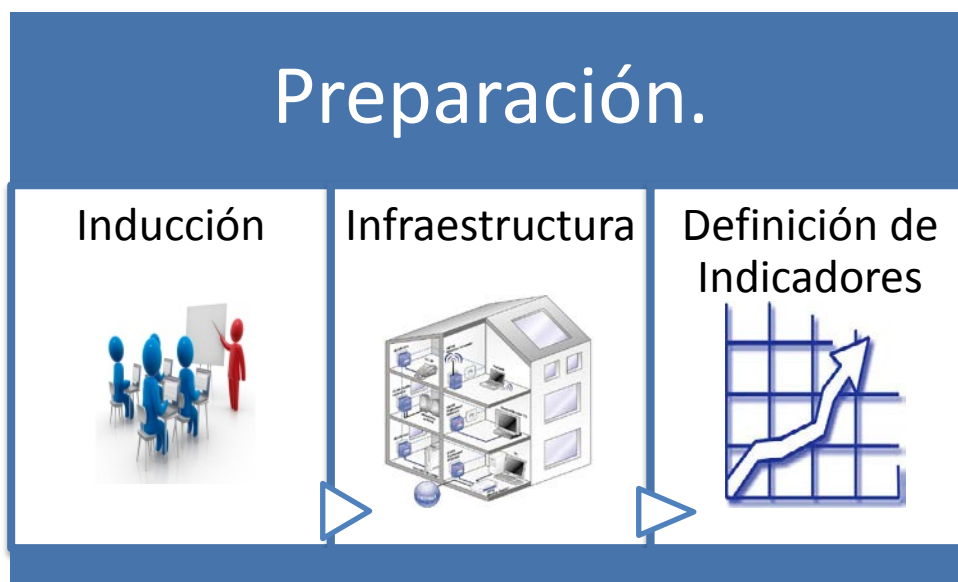 Preparación.
Inducción
Infraestructura
Definición de
Indicadores